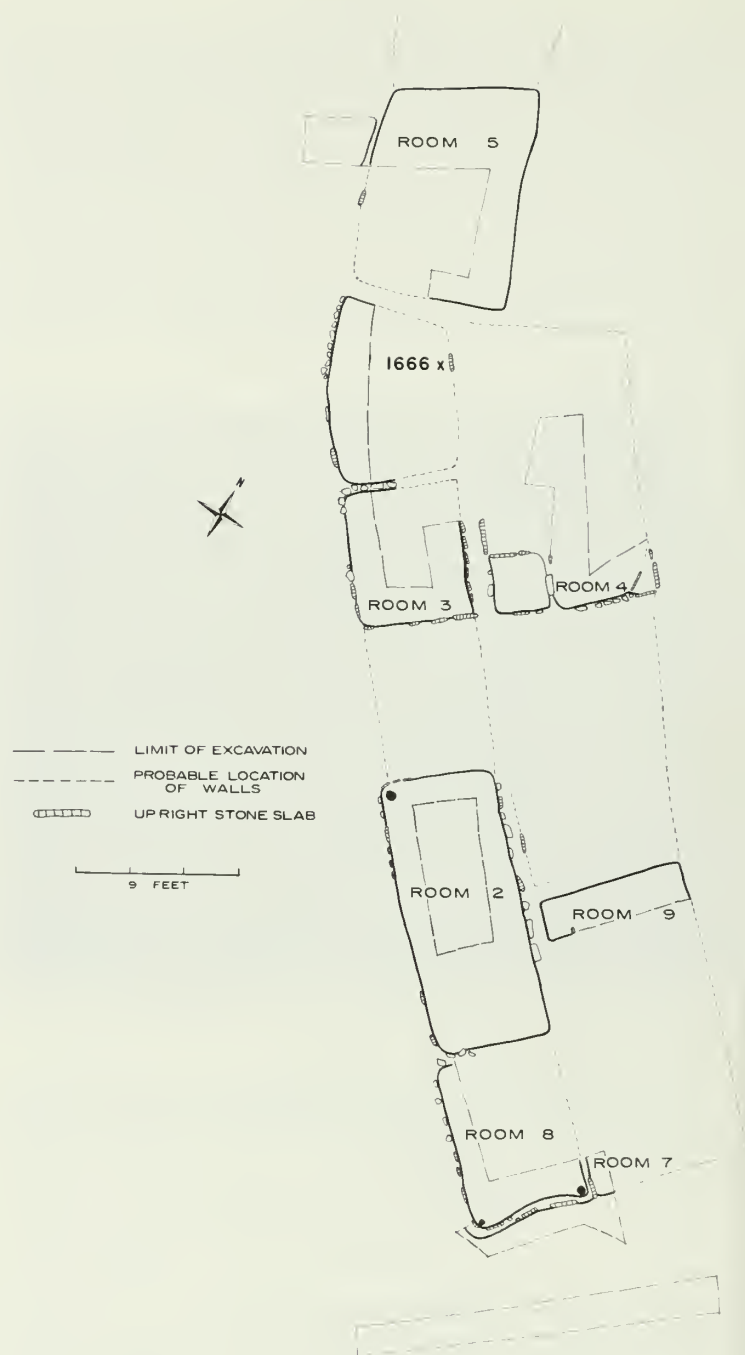 ROOM 5
1666 x
N
ROOM 3
ROOM 4
LIMIT OF EXCAVATION
PROBABLE LOCATION
OF WALLS
UPRIGHT STONE SLAB
9 FEET
ROOM 2
ROOM 9
ROOM 8
ROOM 7